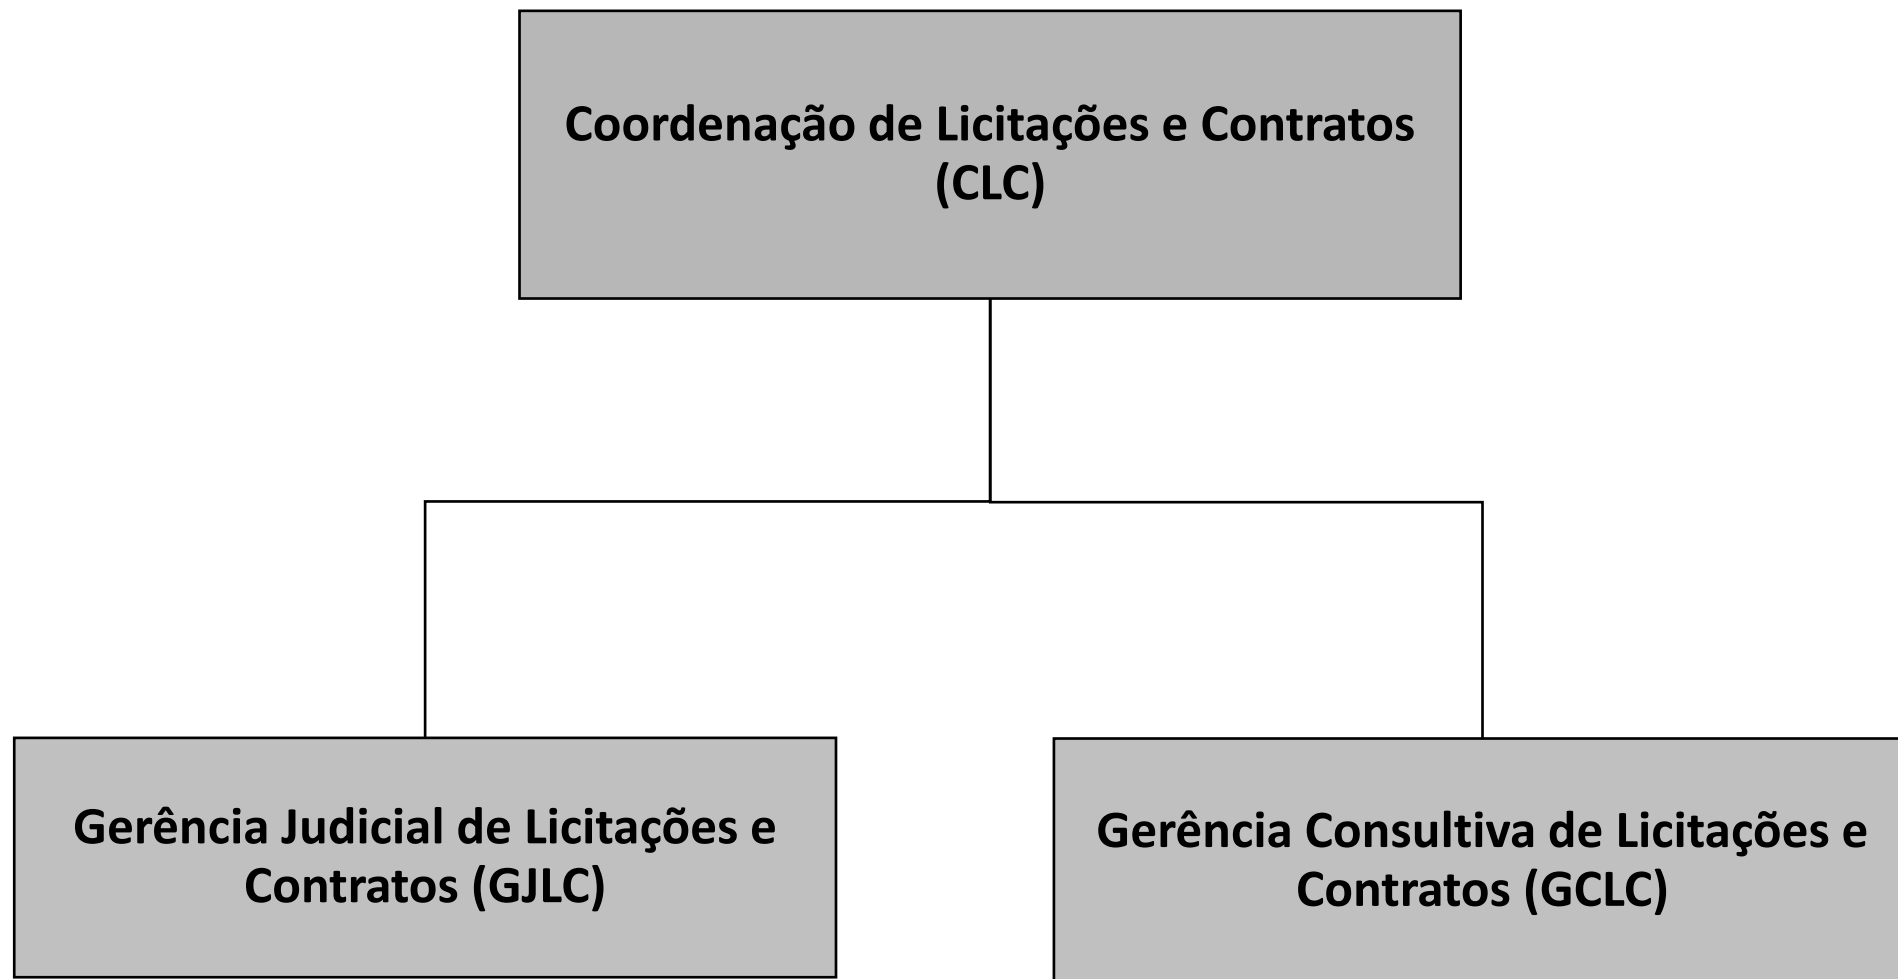 Coordenação de Licitações e Contratos
(CLC)
Gerência Judicial de Licitações e
Contratos (GJLC)
Gerência Consultiva de Licitações e
Contratos (GCLC)